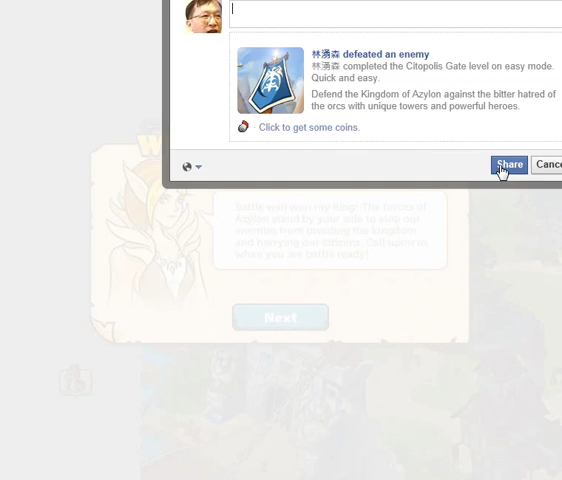 林湧森 defeated an enemy
林湧森 completed the Citopolis Gate level on easy mode.
Quick and easy.
Defend the Kingdom of Azylon against the bitter hatred of
the orcs with unique towers and powerful heroes.
· Click to get some coins.
Share
Cance
W
Battle well won my King! The forces of
Azylon stand by your side to stop our
enemies from invading the kingdom
and harrying our citizens. Call upon us
when you are battle ready!
Next